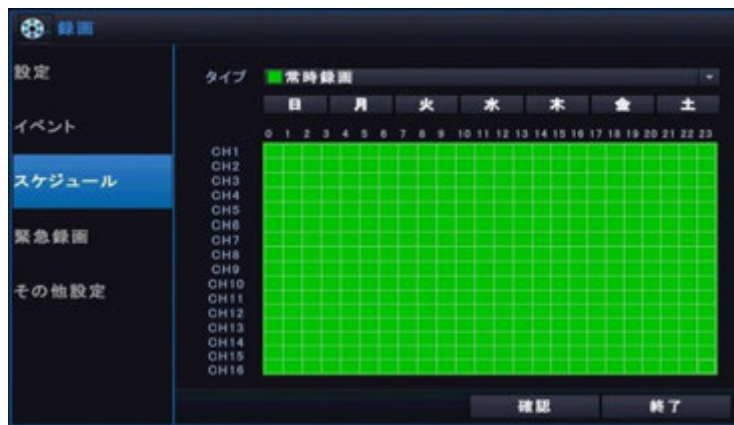 録画
設定
イベント
スケジュール
緊急録画
その他設定
タイプ 常時録画
日 月 火 水 木 金 土
0 1 2 3 4 5 6 7 8 9 10 11 12 13 14 15 16 17 18 19 20 21 22 23
CH1
CH2
CH3
CH4
CH5
CH6
CH7
CH8
CH9
CH10
CH11
CH12
CH13
CH14
CH15
CH16
確認 終了